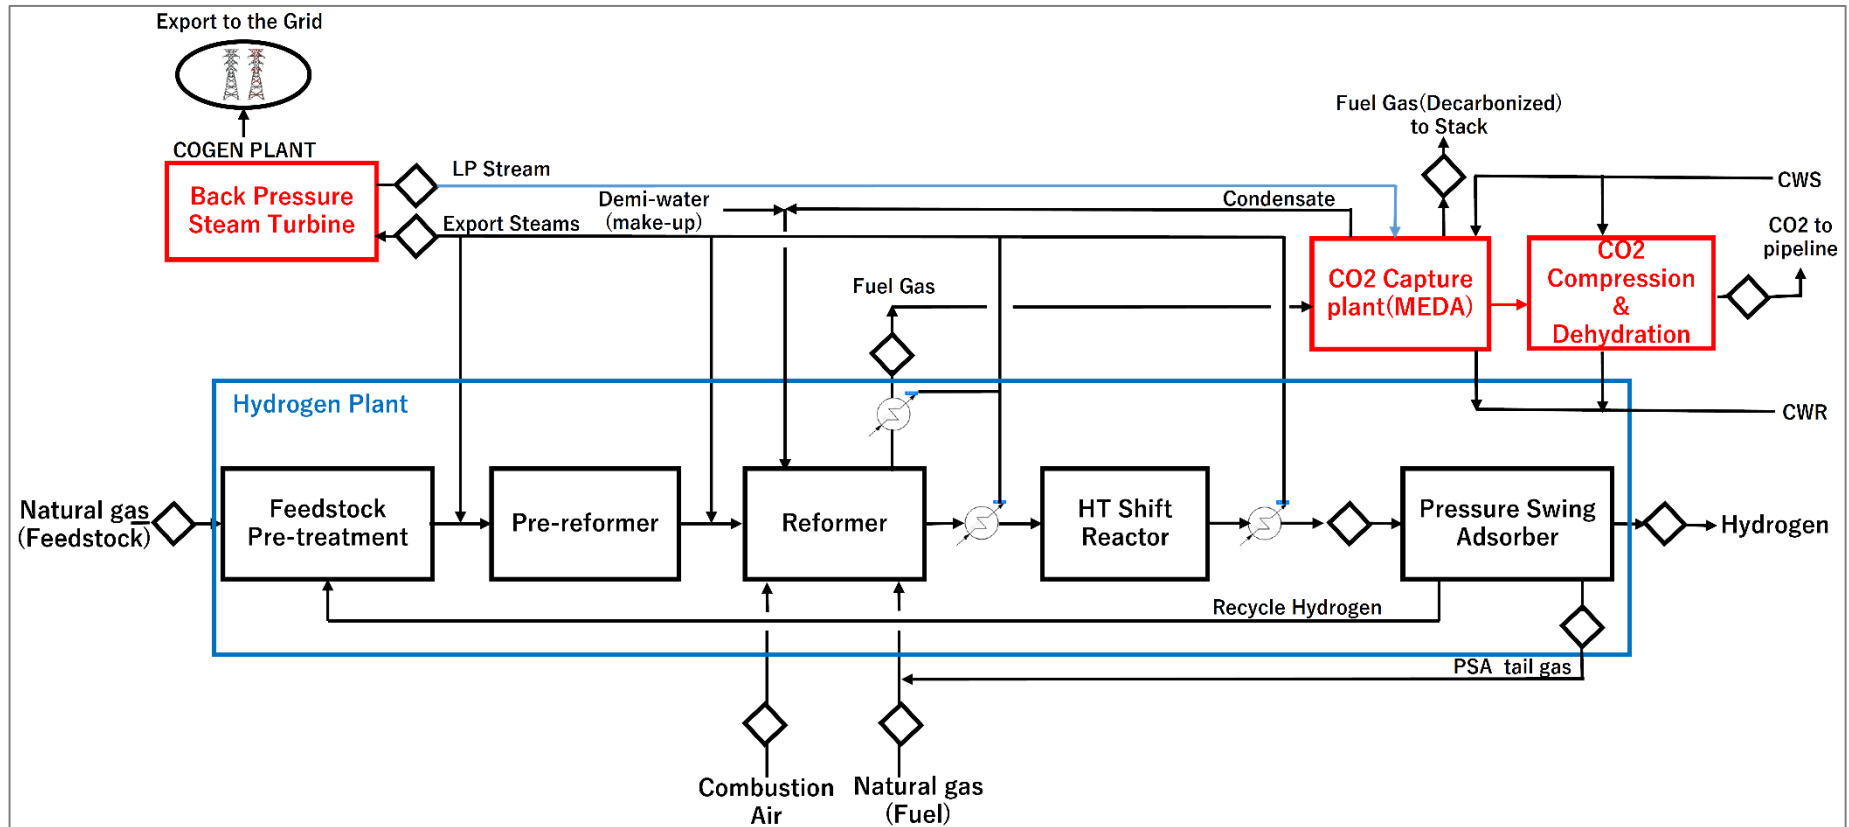 Export to the Grid
COGEN PLANT
Back Pressure
Steam Turbine
LP Stream
Export Steams
Demi-water
(make-up)
Condensate
Fuel Gas(Decarbonized)
to Stack
CWS
CO2 to
pipeline
CO2 Capture
plant(MEDA)
CO2
Compression
&
Dehydration
CWR
Fuel Gas
Hydrogen Plant
Natural gas
(Feedstock)
Feedstock
Pre-treatment
Pre-reformer
Reformer
HT Shift
Reactor
Pressure Swing
Adsorber
Hydrogen
Recycle Hydrogen
PSA tail gas
Combustion
Air
Natural gas
(Fuel)